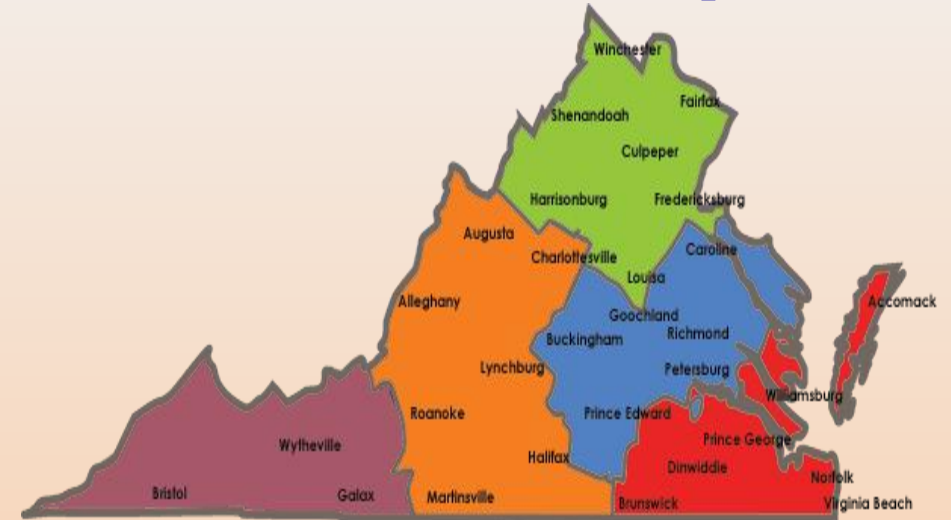 Winchester
Fairfax
Shenandoah
Culpeper
Harrisonburg
Fredericksburg
Augusta
Caroline
Charlottesville
Louisa
Alleghany
Accomack
Goochland
Richmond
Buckingham
Lynchburg
Petersburg
Williamsburg
Roanoke
Prince Edward
Prince George
Wytheville
Halifax
Dinwiddie
Norfolk
Bristol
Galax
Martinsville
Brunswick
Virginia Beach